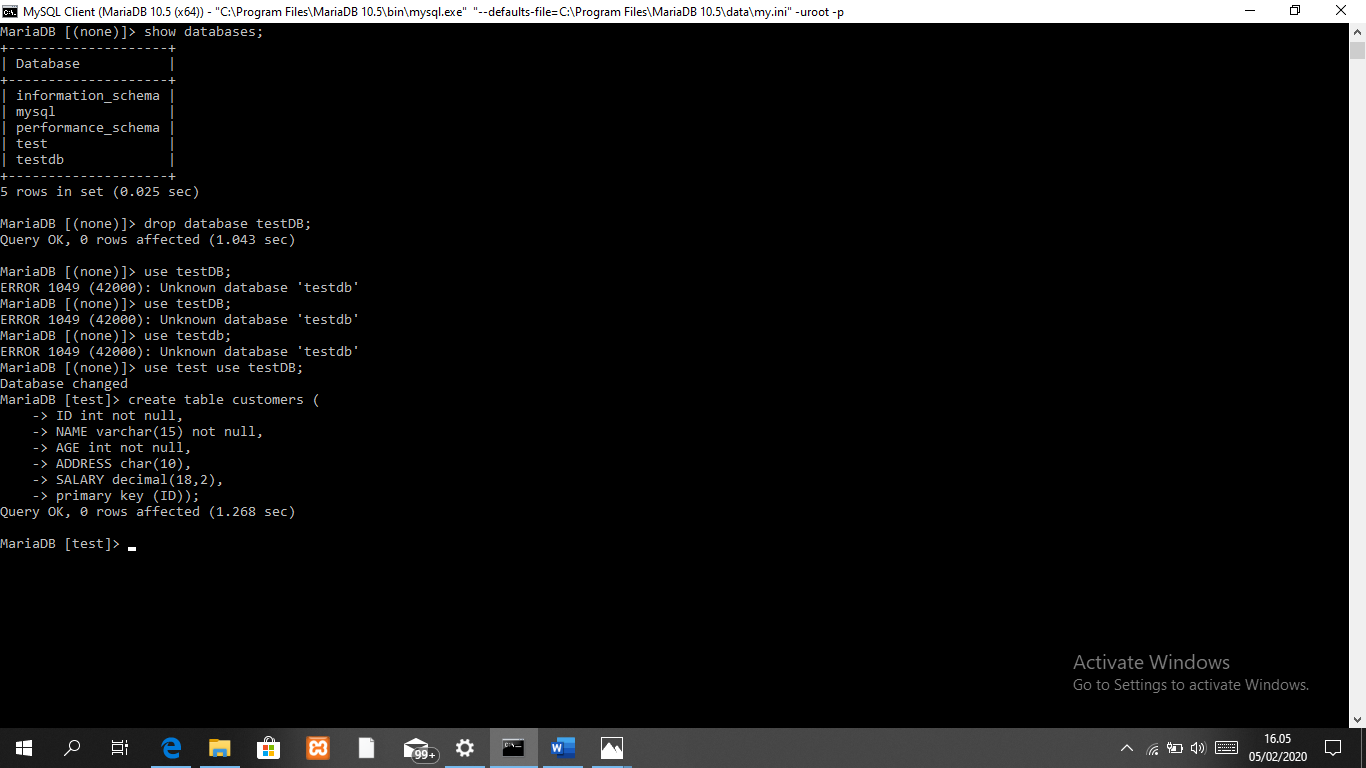 MySQL Client (MariaDB 10.5 (x64)) - "C:\Program Files\MariaDB 10.5\bin\mysql.exe"  "--defaults-file=C:\Program Files\MariaDB 10.5\data\my.ini" -uroot -p
MariaDB [(none)]> show databases;
+--------------------+
| Database           |
+--------------------+
| information_schema |
| mysql              |
| performance_schema |
| test               |
| testdb             |
+--------------------+
5 rows in set (0.025 sec)

MariaDB [(none)]> drop database testDB;
Query OK, 0 rows affected (1.043 sec)

MariaDB [(none)]> use testDB;
ERROR 1049 (42000): Unknown database 'testdb'
MariaDB [(none)]> use testDB;
ERROR 1049 (42000): Unknown database 'testdb'
MariaDB [(none)]> use testdb;
ERROR 1049 (42000): Unknown database 'testdb'
MariaDB [(none)]> use test use testDB;
Database changed
MariaDB [test]> create table customers (
    -> ID int not null,
    -> NAME varchar(15) not null,
    -> AGE int not null,
    -> ADDRESS char(10),
    -> SALARY decimal(18,2),
    -> primary key (ID));
Query OK, 0 rows affected (1.268 sec)

MariaDB [test]>
Activate Windows
Go to Settings to activate Windows.
99+
16.05
05/02/2020